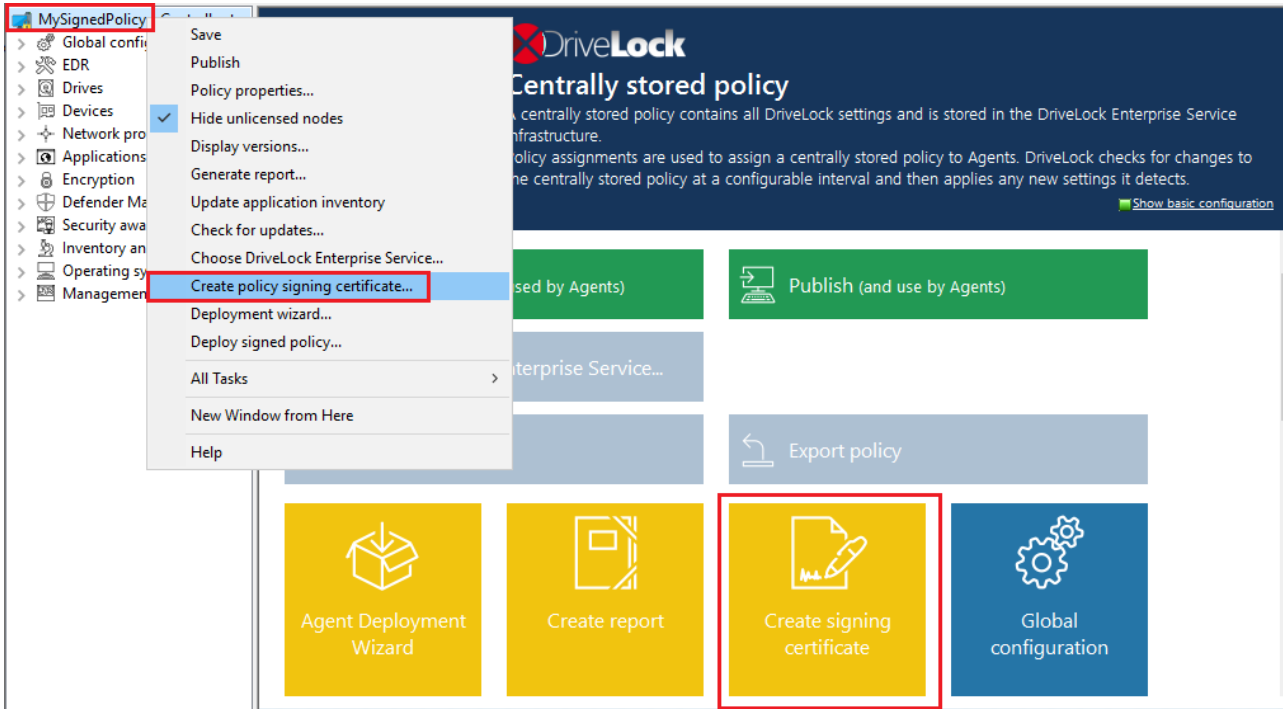 MySignedPolicy
Global confi
EDR
Drives
Devices
Network pro
Applications
Encryption
Defender Ma
Security awa
Inventory an
Operating sy
Managemen
Save
Publish
Policy properties...
Hide unlicensed nodes
Display versions...
Generate report...
Update application inventory
Check for updates...
Choose DriveLock Enterprise Service...
Create policy signing certificate...
Deployment wizard...
Deploy signed policy...
All Tasks
New Window from Here
Help
DriveLock
Centrally stored policy
centrally stored policy contains all DriveLock settings and is stored in the DriveLock Enterprise Service
nfrastructure.
olicy assignments are used to assign a centrally stored policy to Agents. DriveLock checks for changes to
he centrally stored policy at a configurable interval and then applies any new settings it detects.
Show basic configuration
sed by Agents)
Publish (and use by Agents)
terprise Service...
Export policy
Agent Deployment
Wizard
Create report
Create signing
certificate
Global
configuration